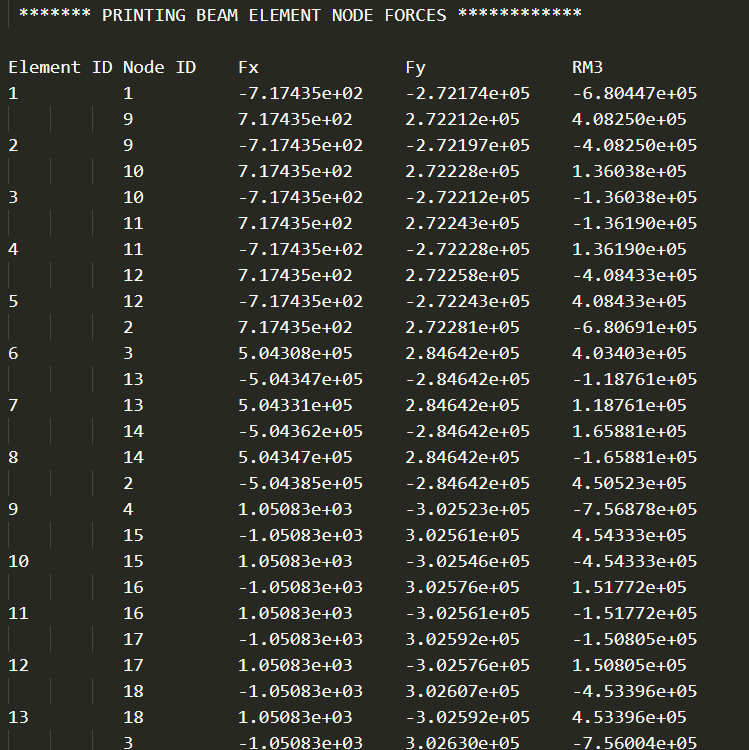 ******* PRINTING BEAM ELEMENT NODE FORCES ************
Element ID Node ID Fx Fy RM3
1 1 -7.17435e+02 -2.72174e+05 -6.80447e+05
9 7.17435e+02 2.72212e+05 4.08250e+05
2 9 -7.17435e+02 -2.72197e+05 -4.08250e+05
10 7.17435e+02 2.72228e+05 1.36038e+05
3 10 -7.17435e+02 -2.72212e+05 -1.36038e+05
11 7.17435e+02 2.72243e+05 -1.36190e+05
4 11 -7.17435e+02 -2.72228e+05 1.36190e+05
12 7.17435e+02 2.72258e+05 -4.08433e+05
5 12 -7.17435e+02 -2.72243e+05 4.08433e+05
2 7.17435e+02 2.72281e+05 -6.80691e+05
6 3 5.04308e+05 2.84642e+05 4.03403e+05
13 -5.04347e+05 -2.84642e+05 -1.18761e+05
7 13 5.04331e+05 2.84642e+05 1.18761e+05
14 -5.04362e+05 -2.84642e+05 1.65881e+05
8 14 5.04347e+05 2.84642e+05 -1.65881e+05
2 -5.04385e+05 -2.84642e+05 4.50523e+05
9 4 1.05083e+03 -3.02523e+05 -7.56878e+05
15 -1.05083e+03 3.02561e+05 4.54333e+05
10 15 1.05083e+03 -3.02546e+05 -4.54333e+05
16 -1.05083e+03 3.02576e+05 1.51772e+05
11 16 1.05083e+03 -3.02561e+05 -1.51772e+05
17 -1.05083e+03 3.02592e+05 -1.50805e+05
12 17 1.05083e+03 -3.02576e+05 1.50805e+05
18 -1.05083e+03 3.02607e+05 -4.53396e+05
13 18 1.05083e+03 -3.02592e+05 4.53396e+05
3 -1.05083e+03 3.02630e+05 -7.56004e+05